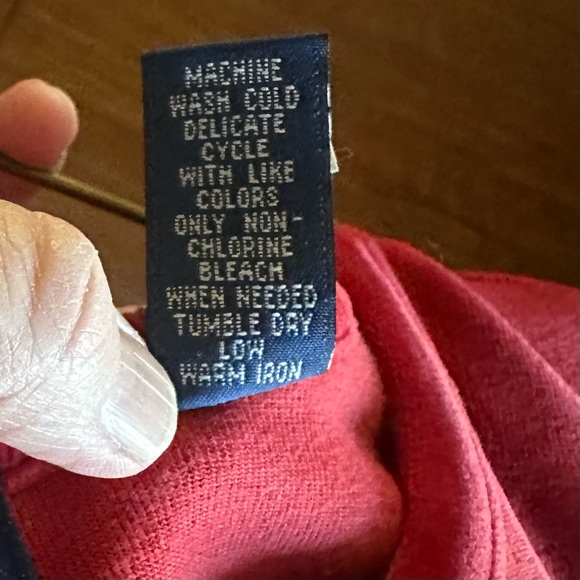 MACHINE
WASH COLD
DELICATE
CYCLE
WITH LIKE
COLORS
ONLY NON-
CHLORINE
BLEACH
WHEN NEEDED
TUMBLE DRY
LOW
WARM IRON